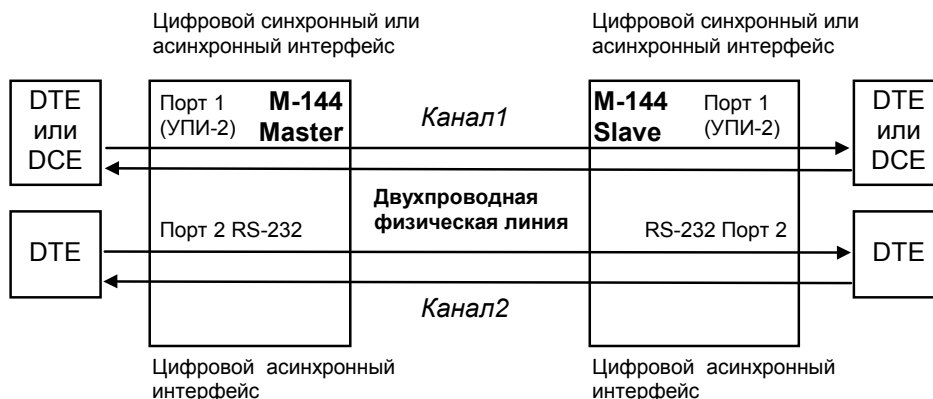 Цифровой синхронный или
асинхронный интерфейс
Цифровой синхронный или
асинхронный интерфейс
DTE
или
DCE
Порт 1
(УПИ-2)
M-144
Master
Канал1
M-144
Slave
Порт 1
(УПИ-2)
DTE
или
DCE
Двухпроводная
физическая линия
DTE
Порт 2 RS-232
RS-232 Порт 2
DTE
Канал2
Цифровой асинхронный
интерфейс
Цифровой асинхронный
интерфейс